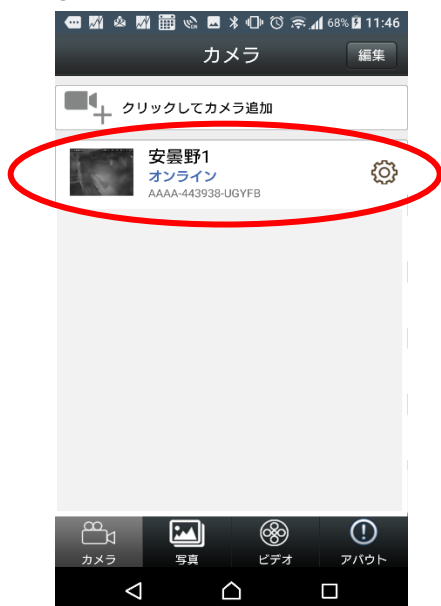 68% 11:46
カメラ
編集
クリックしてカメラ追加
安曇野1
オンライン
AAAA-443938-UGYFB
カメラ 写真 ビデオ アバウト